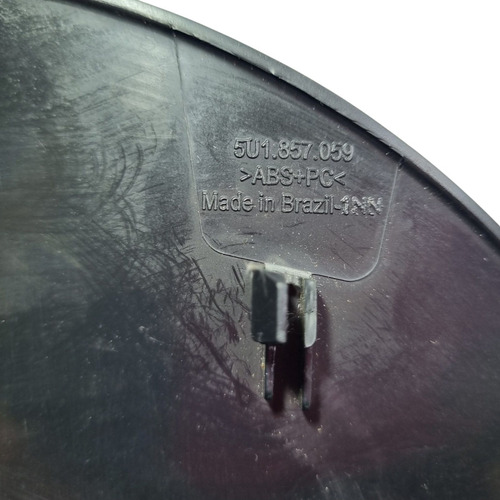 5U1.857.059
>ABS+PC<
Made in Brazil-1NN